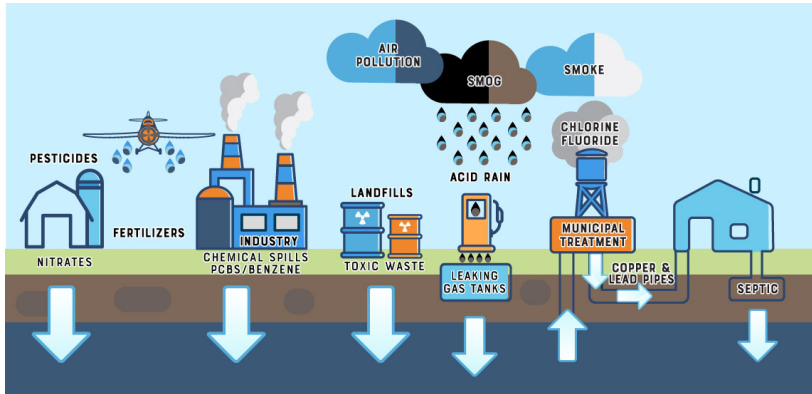 AIR
POLLUTION
SMOG
SMOKE
CHLORINE
FLUORIDE
PESTICIDES
FERTILIZERS
NITRATES
INDUSTRY
CHEMICAL SPILLS
PCBS/BENZENE
LANDFILLS
TOXIC WASTE
ACID RAIN
LEAKING
GAS TANKS
MUNICIPAL
TREATMENT
COPPER &
LEAD PIPES
SEPTIC